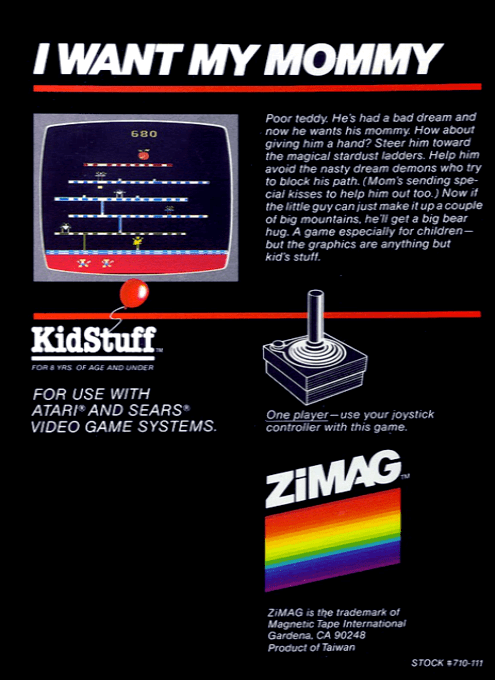 I WANT MY MOMMY
680
Poor teddy. He's had a bad dream and
now he wants his mommy. How about
giving him a hand? Steer him toward
the magical stardust ladders. Help him
avoid the nasty dream demons who try
to block his path. (Mom's sending spe-
cial kisses to help him out too.) Now if
the little guy can just make it up a couple
of big mountains, he'll get a big bear
hug. A game especially for children—
but the graphics are anything but
kid's stuff.
KidStuff™
FOR 8 YRS. OF AGE AND UNDER
FOR USE WITH
ATARI® AND SEARS®
VIDEO GAME SYSTEMS.
One player—use your joystick
controller with this game.
ZiMAG™
ZiMAG is the trademark of
Magnetic Tape International
Gardena, CA 90248
Product of Taiwan
STOCK #710-111